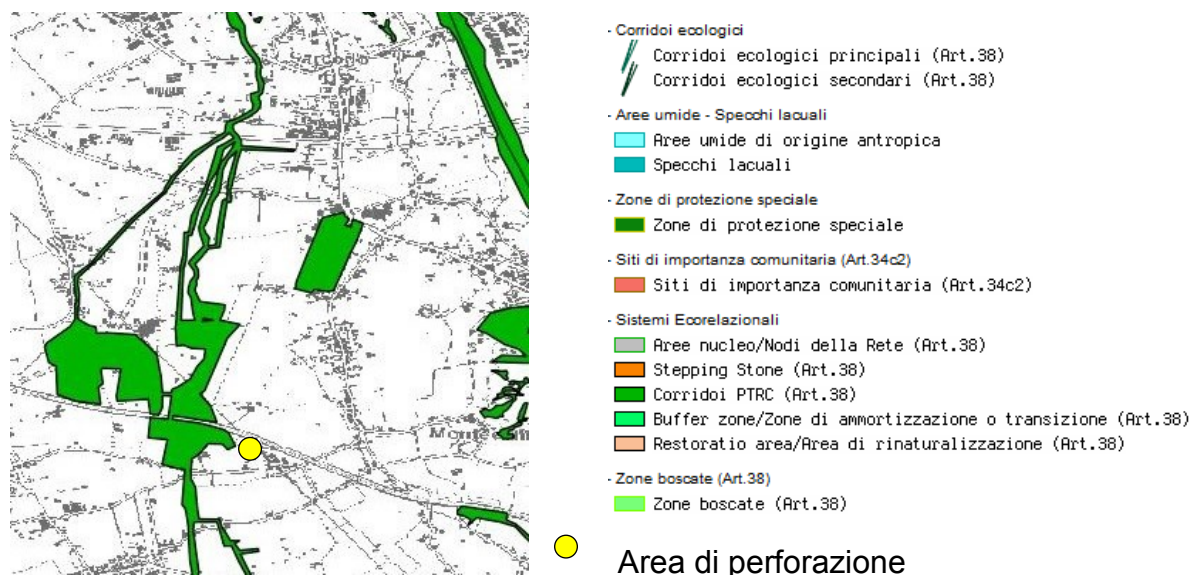 - Corridoi ecologici
Corridoi ecologici principali (Art.38)
Corridoi ecologici secondari (Art.38)
- Aree umide - Specchi lacuali
Aree umide di origine antropica
Specchi lacuali
- Zone di protezione speciale
Zone di protezione speciale
- Siti di importanza comunitaria (Art.34c2)
Siti di importanza comunitaria (Art.34c2)
- Sistemi Ecorelazionali
Aree nucleo/Nodi della Rete (Art.38)
Stepping Stone (Art.38)
Corridoi PTRC (Art.38)
Buffer zone/Zone di ammortizzazione o transizione (Art.38)
Restoratio area/Area di rinaturalizzazione (Art.38)
- Zone boscate (Art.38)
Zone boscate (Art.38)
Area di perforazione